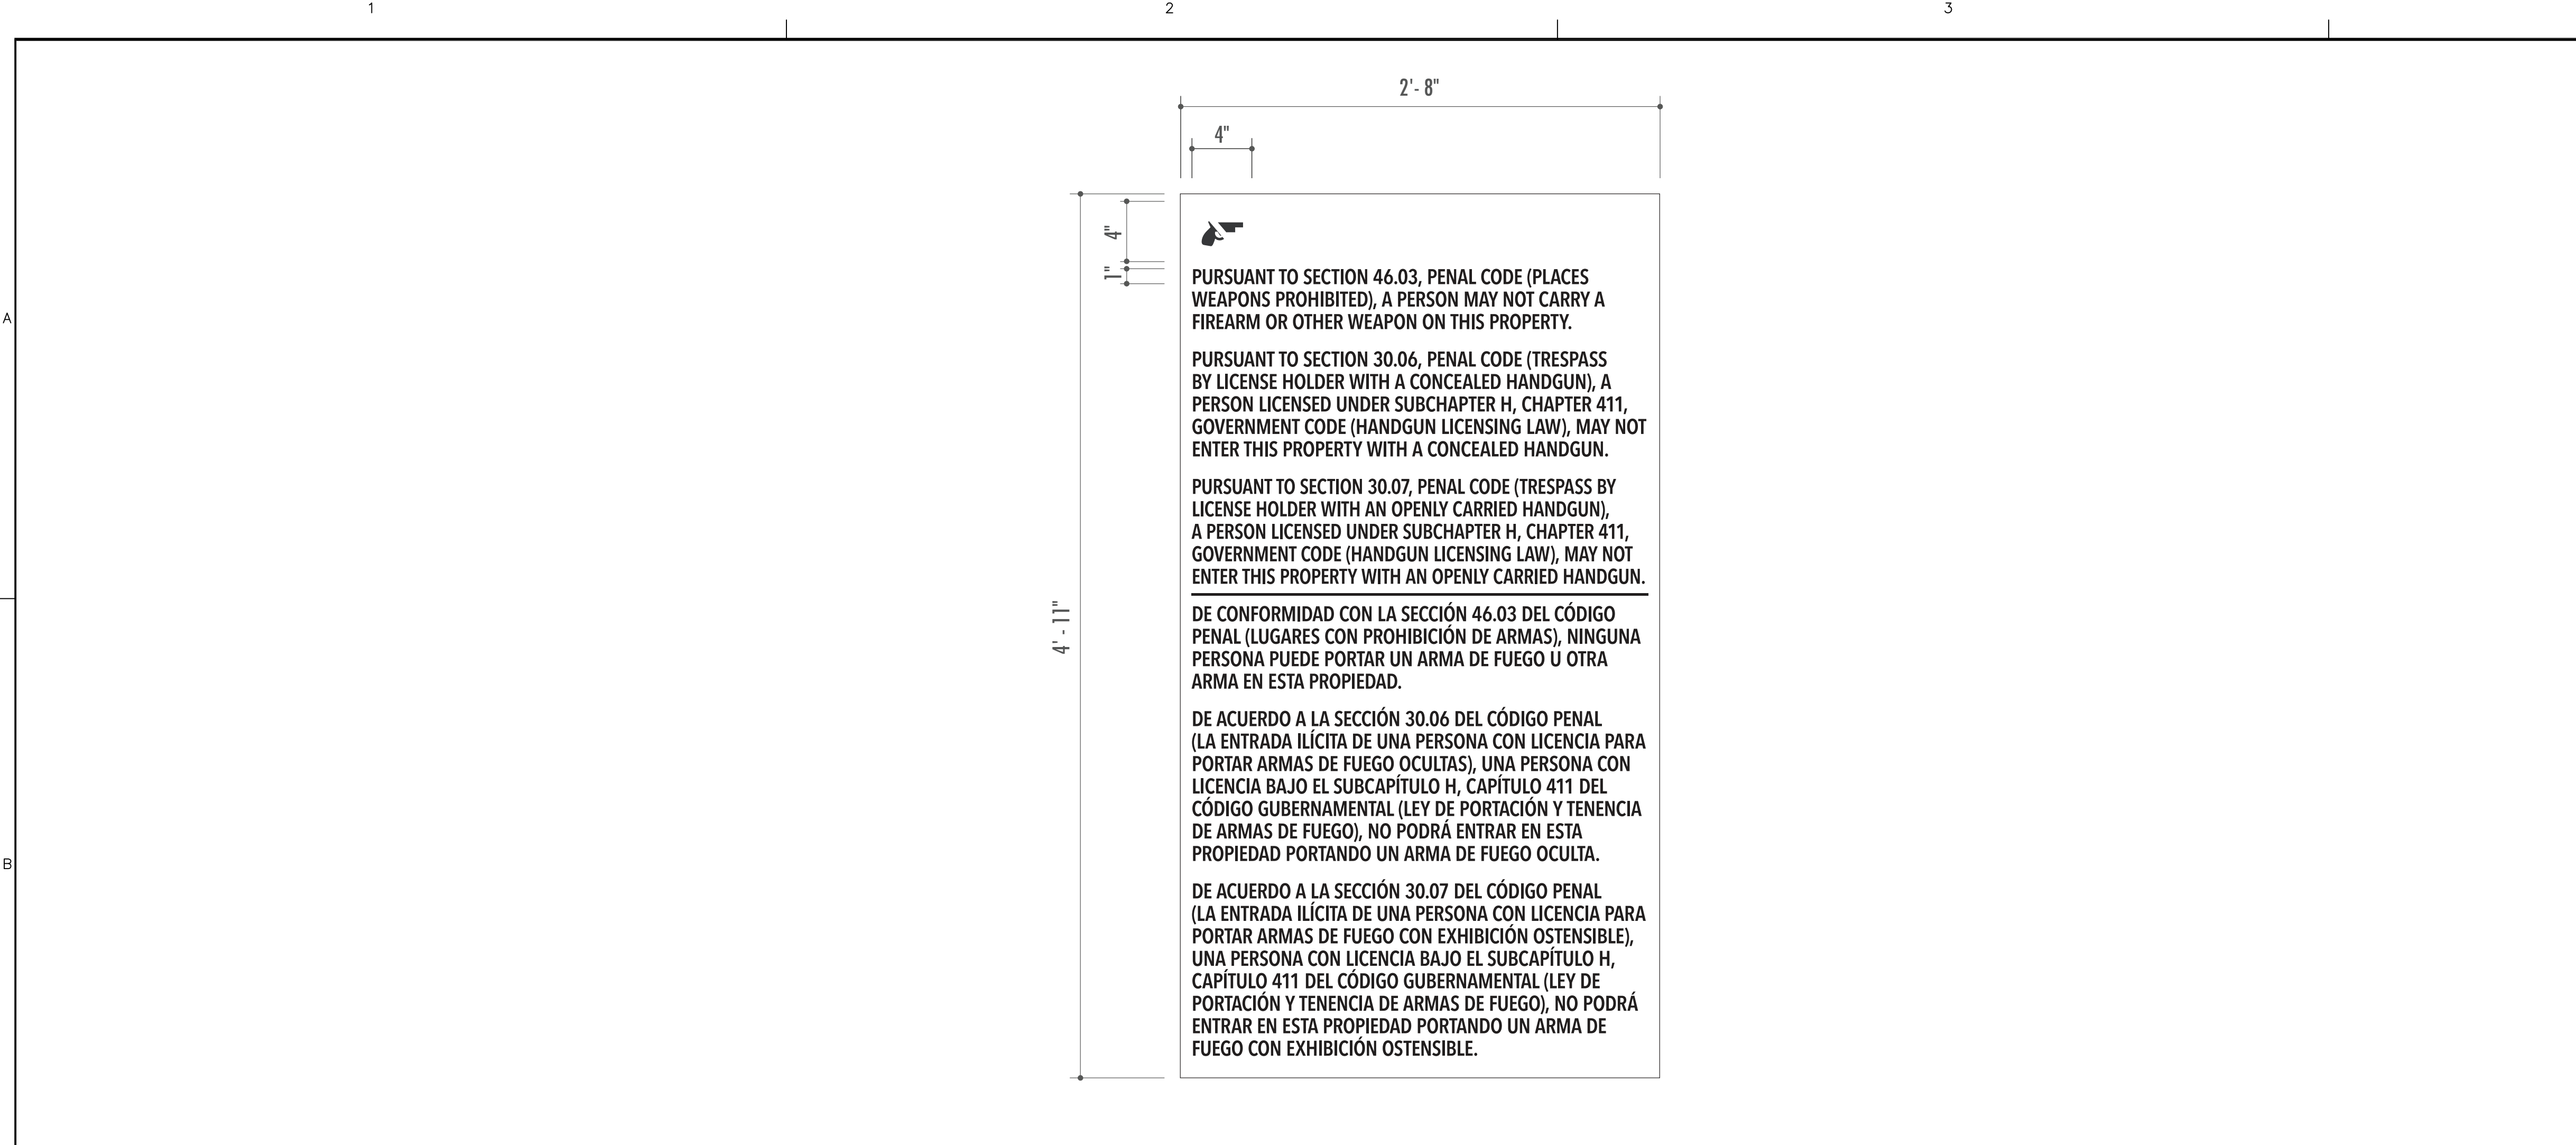 1
2
3
2'- 8"
4"
4"
1"
A
4' - 11"
B
PURSUANT TO SECTION 46.03, PENAL CODE (PLACES
WEAPONS PROHIBITED), A PERSON MAY NOT CARRY A
FIREARM OR OTHER WEAPON ON THIS PROPERTY.
PURSUANT TO SECTION 30.06, PENAL CODE (TRESPASS
BY LICENSE HOLDER WITH A CONCEALED HANDGUN), A
PERSON LICENSED UNDER SUBCHAPTER H, CHAPTER 411,
GOVERNMENT CODE (HANDGUN LICENSING LAW), MAY NOT
ENTER THIS PROPERTY WITH A CONCEALED HANDGUN.
PURSUANT TO SECTION 30.07, PENAL CODE (TRESPASS BY
LICENSE HOLDER WITH AN OPENLY CARRIED HANDGUN),
A PERSON LICENSED UNDER SUBCHAPTER H, CHAPTER 411,
GOVERNMENT CODE (HANDGUN LICENSING LAW), MAY NOT
ENTER THIS PROPERTY WITH AN OPENLY CARRIED HANDGUN.
DE CONFORMIDAD CON LA SECCIÓN 46.03 DEL CÓDIGO
PENAL (LUGARES CON PROHIBICIÓN DE ARMAS), NINGUNA
PERSONA PUEDE PORTAR UN ARMA DE FUEGO U OTRA
ARMA EN ESTA PROPIEDAD.
DE ACUERDO A LA SECCIÓN 30.06 DEL CÓDIGO PENAL
(LA ENTRADA ILÍCITA DE UNA PERSONA CON LICENCIA PARA
PORTAR ARMAS DE FUEGO OCULTAS), UNA PERSONA CON
LICENCIA BAJO EL SUBCAPÍTULO H, CAPÍTULO 411 DEL
CÓDIGO GUBERNAMENTAL (LEY DE PORTACIÓN Y TENENCIA
DE ARMAS DE FUEGO), NO PODRÁ ENTRAR EN ESTA
PROPIEDAD PORTANDO UN ARMA DE FUEGO OCULTA.
DE ACUERDO A LA SECCIÓN 30.07 DEL CÓDIGO PENAL
(LA ENTRADA ILÍCITA DE UNA PERSONA CON LICENCIA PARA
PORTAR ARMAS DE FUEGO CON EXHIBICIÓN OSTENSIBLE),
UNA PERSONA CON LICENCIA BAJO EL SUBCAPÍTULO H,
CAPÍTULO 411 DEL CÓDIGO GUBERNAMENTAL (LEY DE
PORTACIÓN Y TENENCIA DE ARMAS DE FUEGO), NO PODRÁ
ENTRAR EN ESTA PROPIEDAD PORTANDO UN ARMA DE
FUEGO CON EXHIBICIÓN OSTENSIBLE.